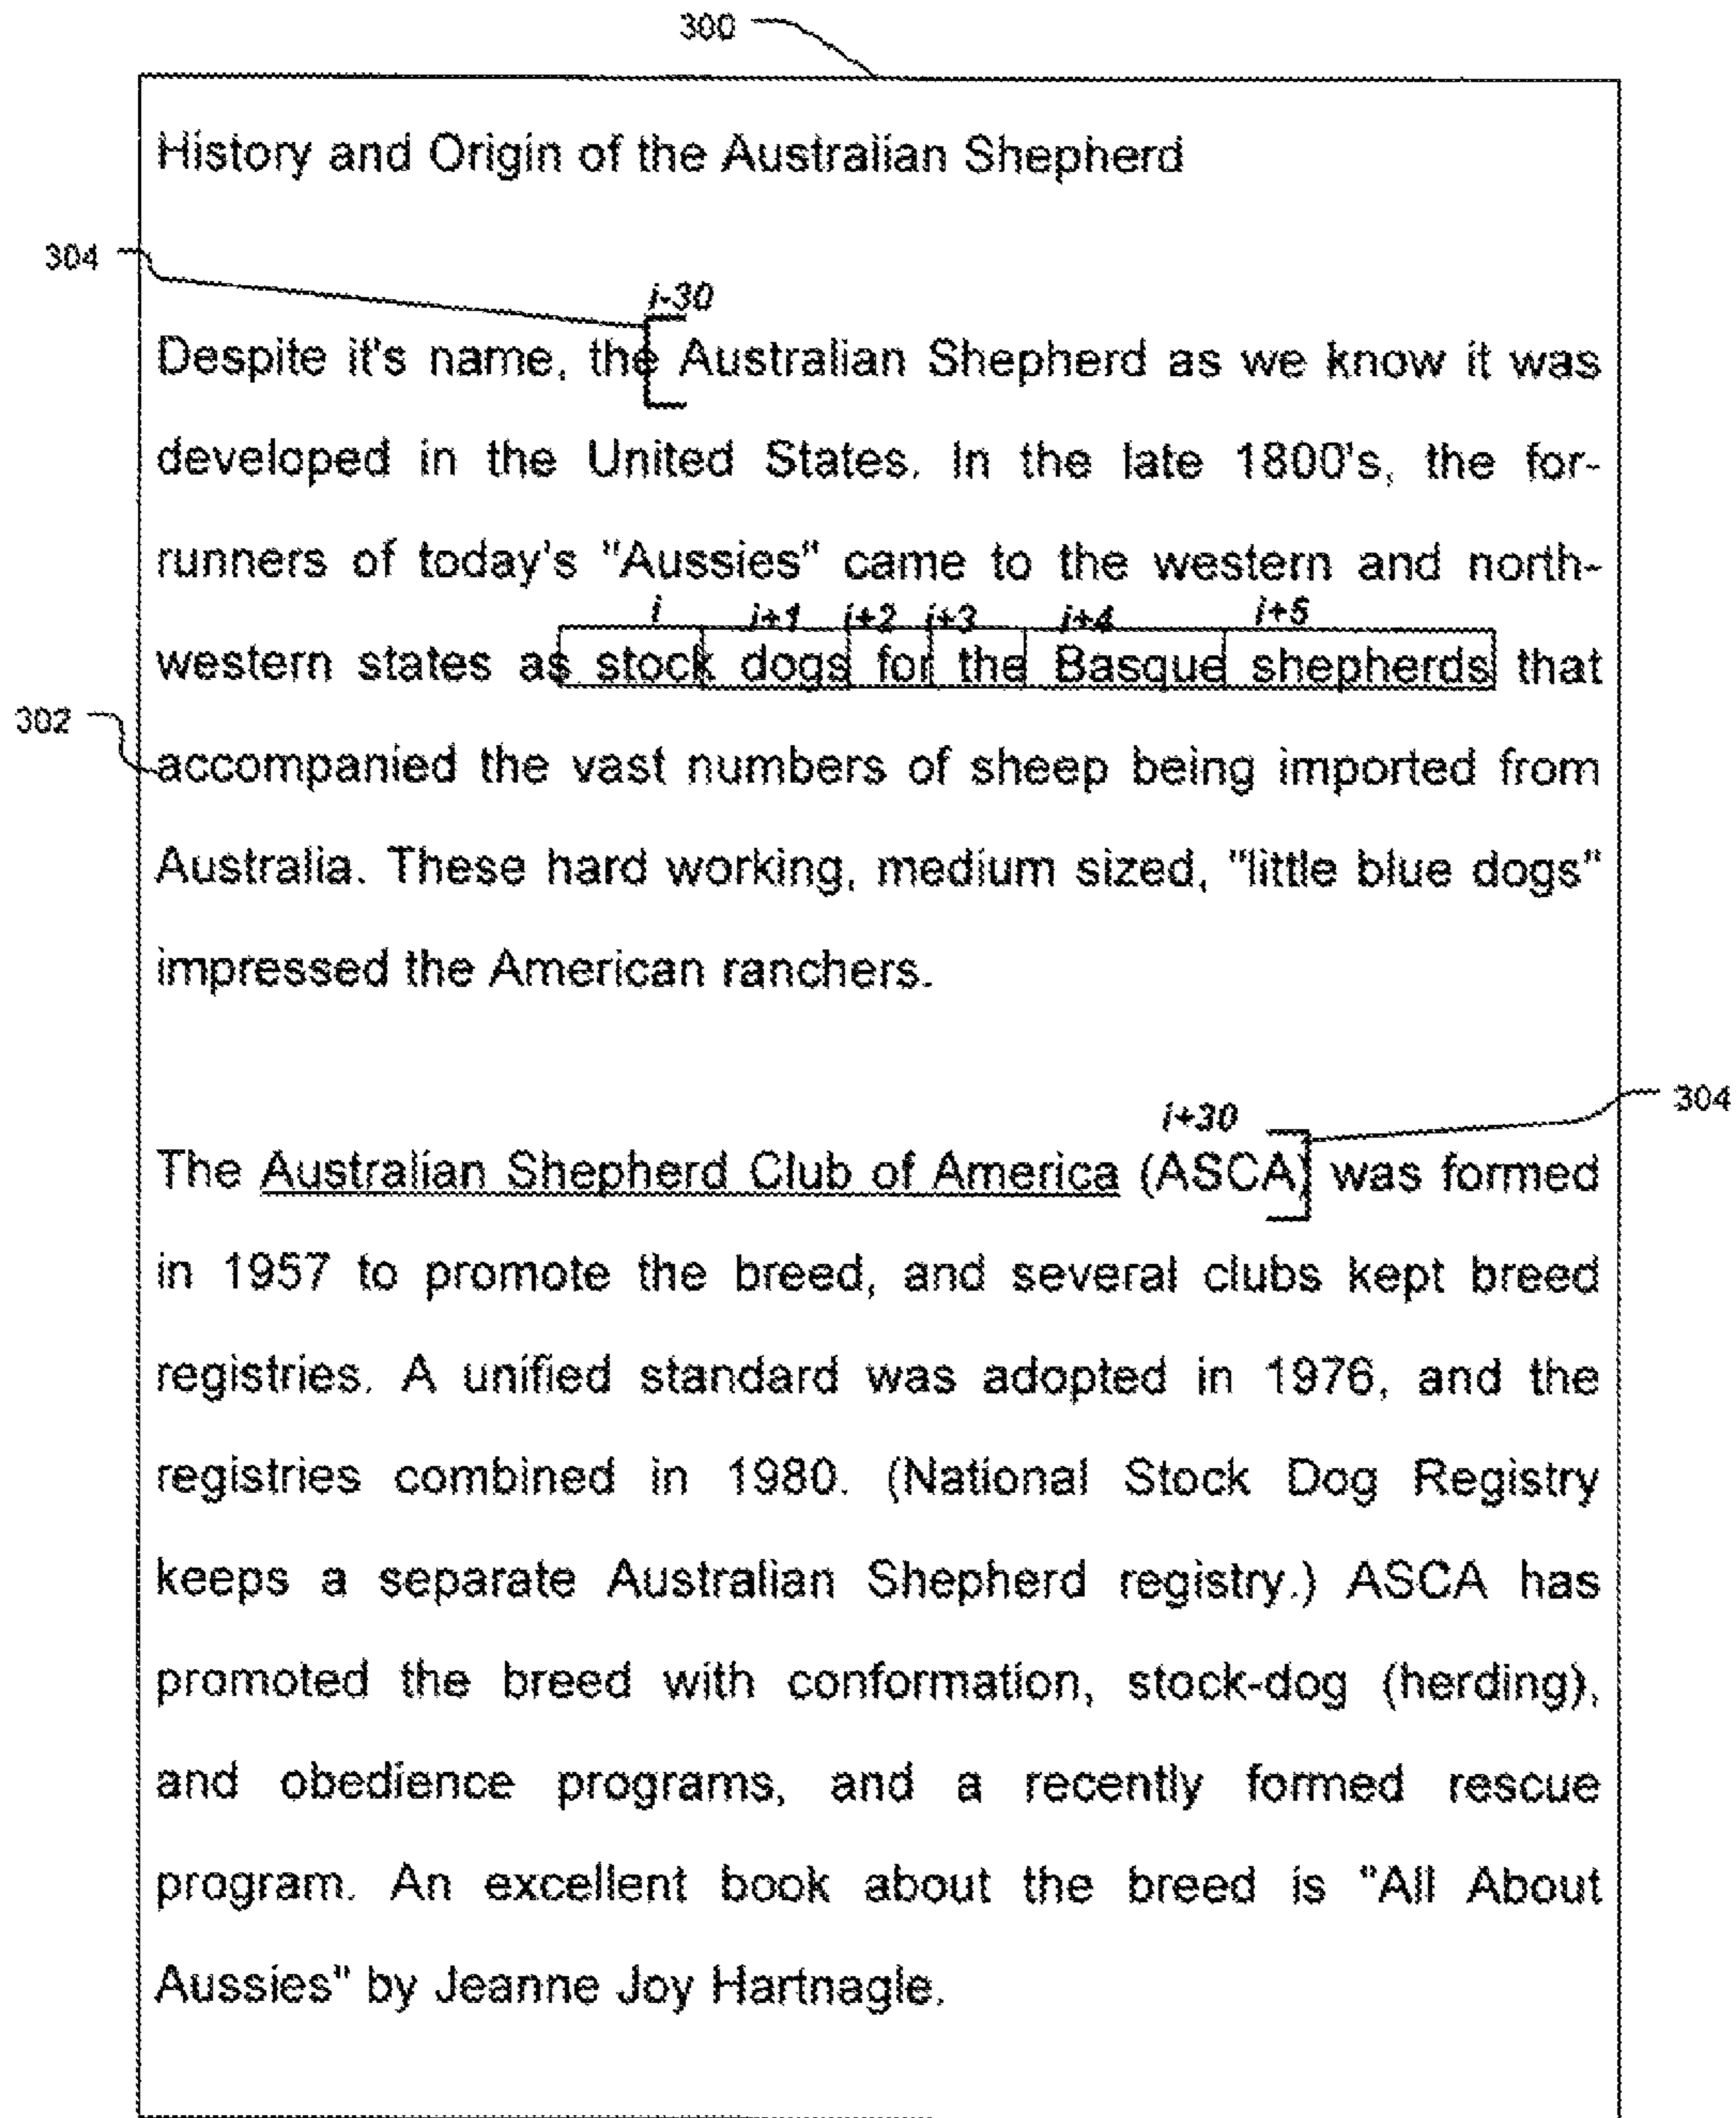 300
History and Origin of the Australian Shepherd
304
i-30
Despite it's name, the Australian Shepherd as we know it was
developed in the United States. In the late 1800's, the for-
runners of today's "Aussies" came to the western and north-
i i+1 i+2 i+3 i+4 i+5
western states as stock dogs for the Basque shepherds that
302
accompanied the vast numbers of sheep being imported from
Australia. These hard working, medium sized, "little blue dogs"
impressed the American ranchers.
i+30
304
The Australian Shepherd Club of America (ASCA) was formed
in 1957 to promote the breed, and several clubs kept breed
registries. A unified standard was adopted in 1976, and the
registries combined in 1980. (National Stock Dog Registry
keeps a separate Australian Shepherd registry.) ASCA has
promoted the breed with conformation, stock-dog (herding),
and obedience programs, and a recently formed rescue
program. An excellent book about the breed is "All About
Aussies" by Jeanne Joy Hartnagle.